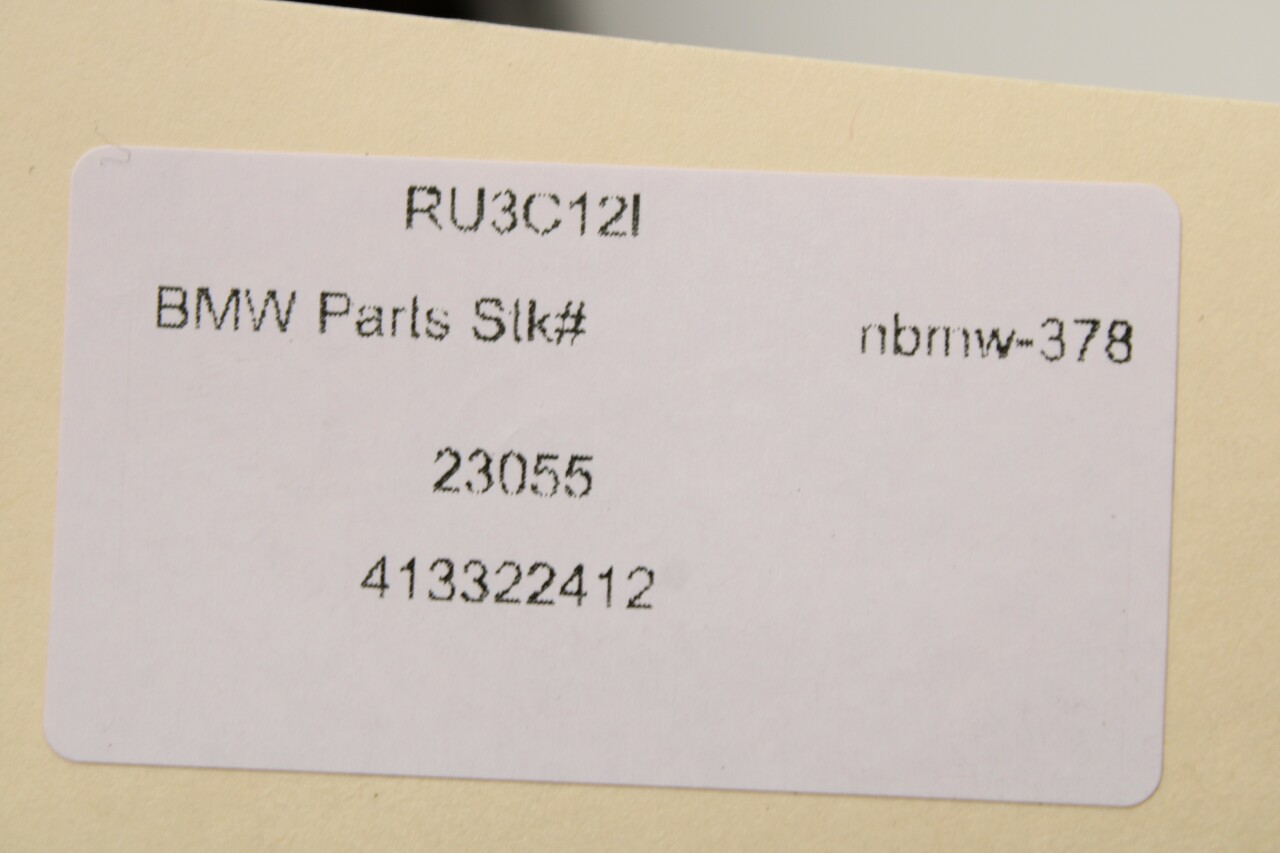 RU3C12I
BMW Parts Stk# nbmw-378
23055
413322412